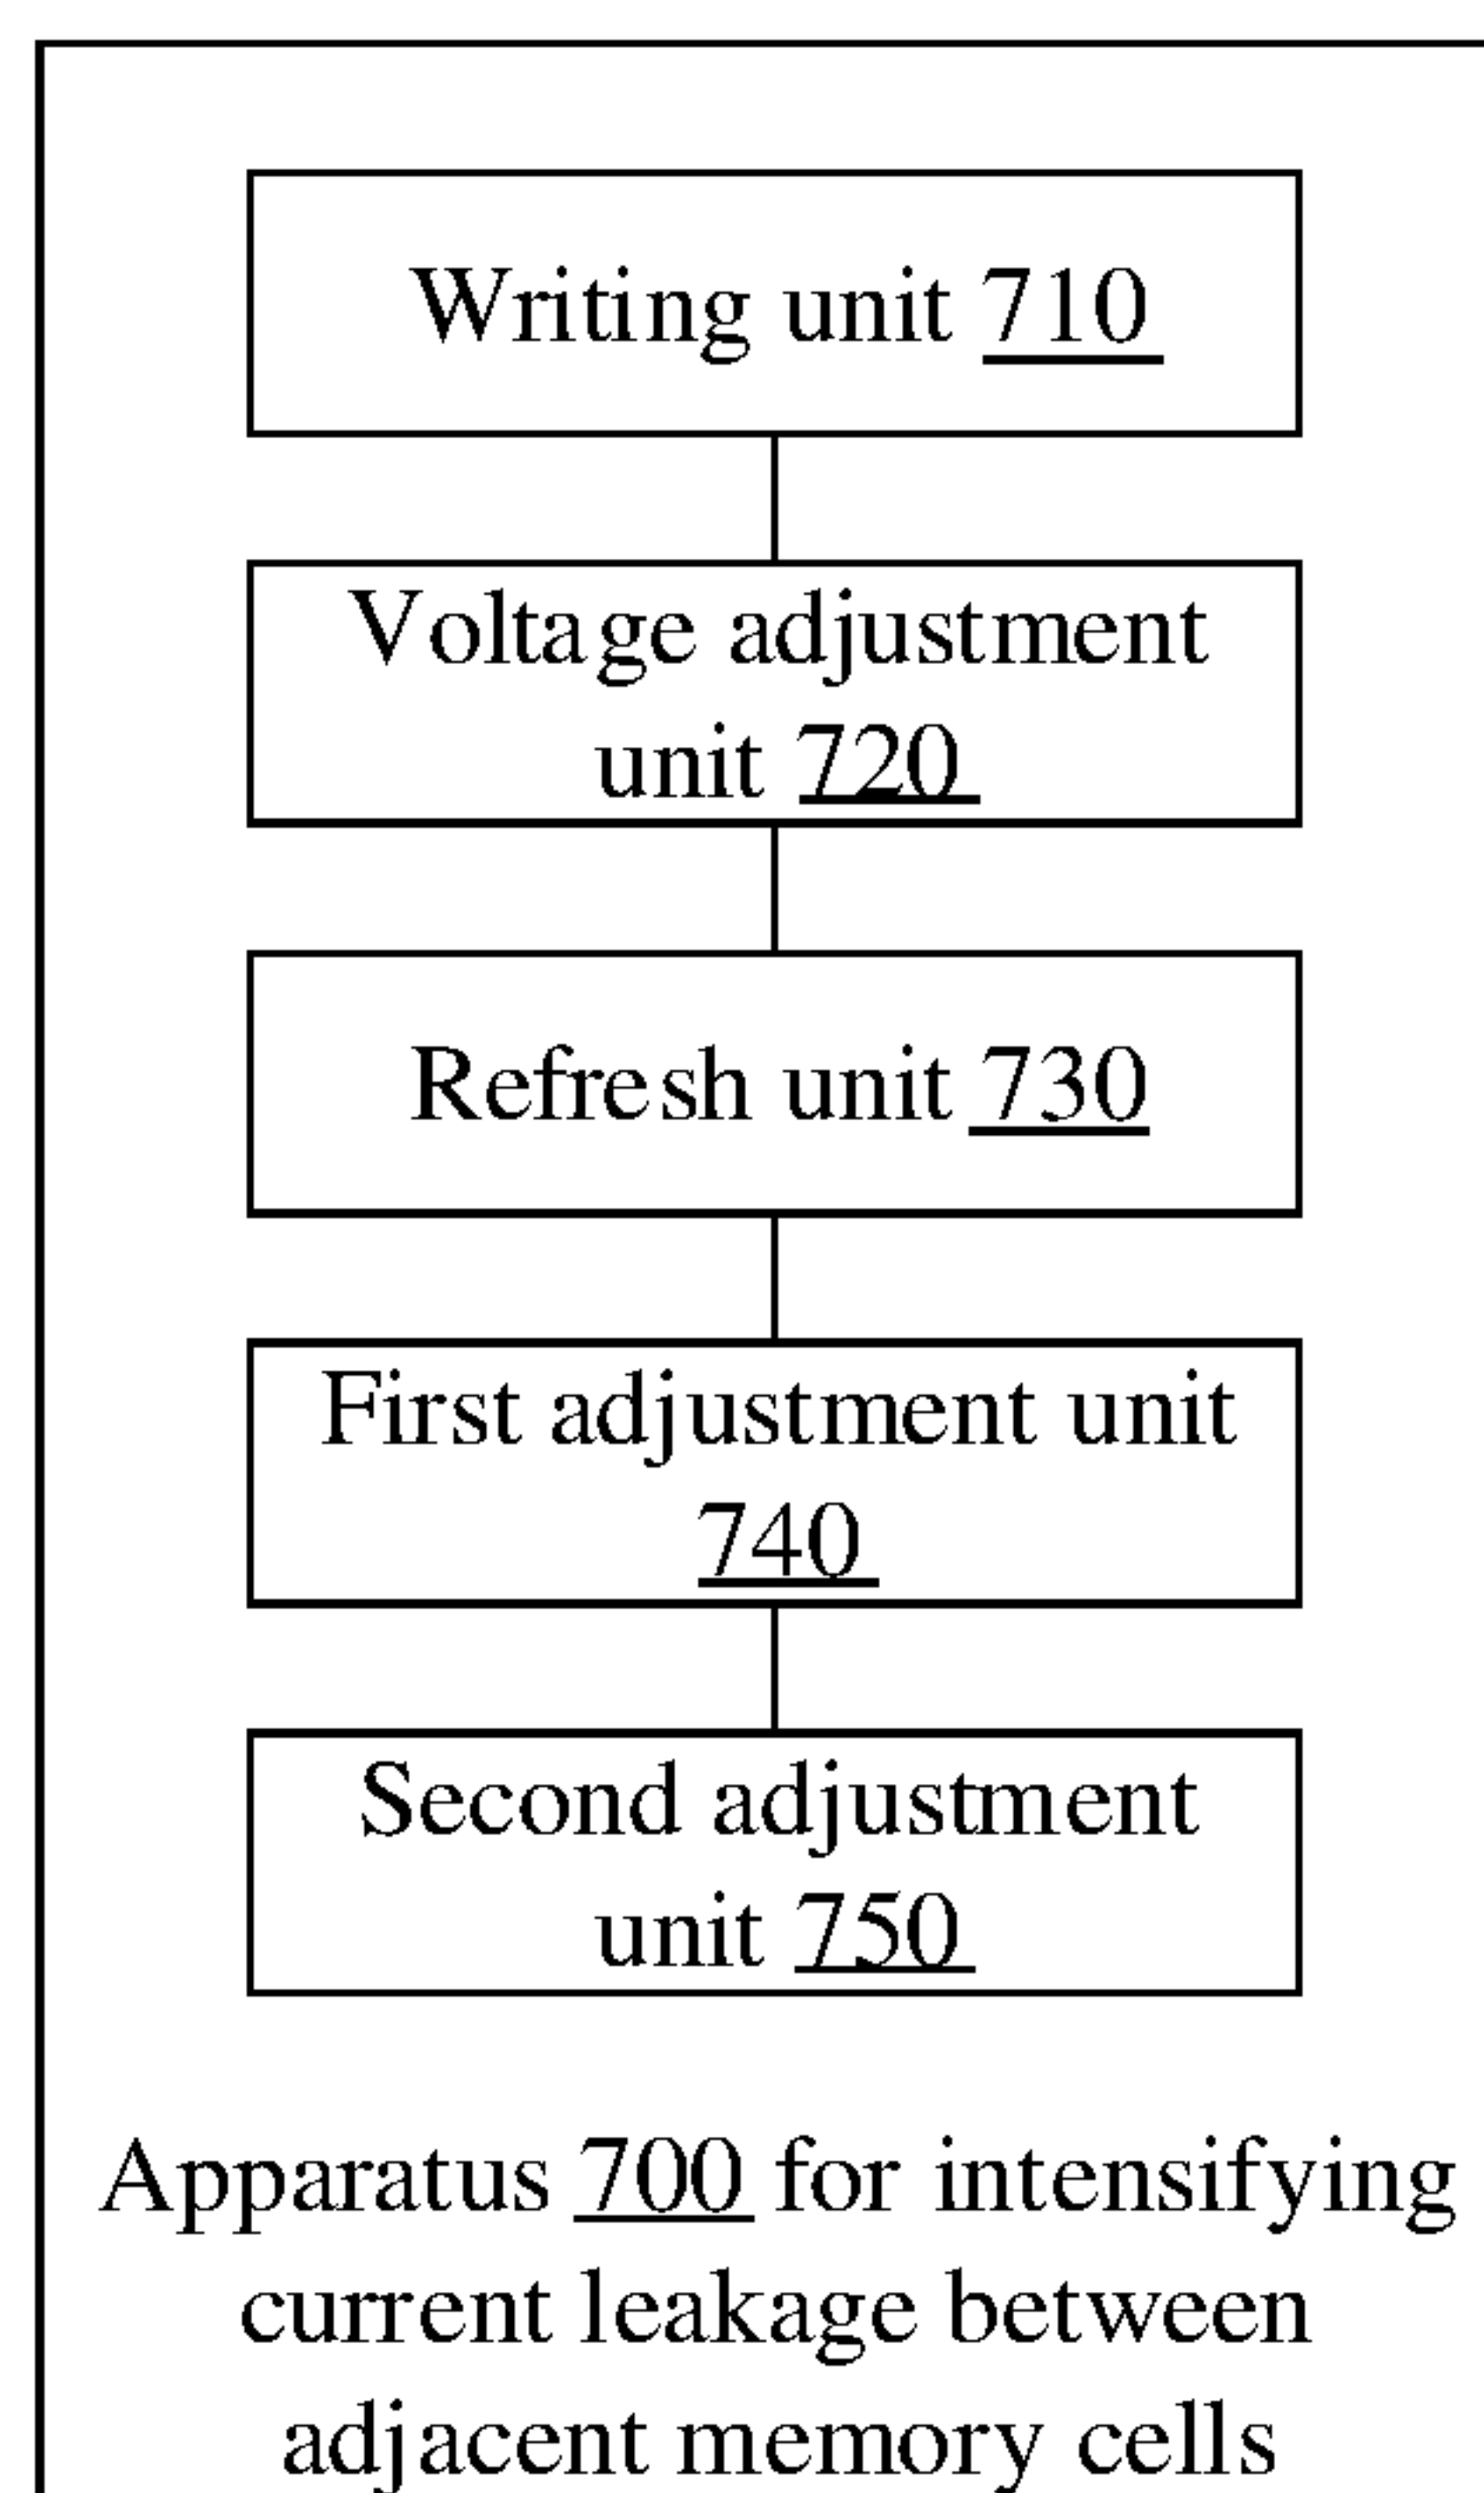 Writing unit 710
Voltage adjustment
unit 720
Refresh unit 730
First adjustment unit
740
Second adjustment
unit 750
Apparatus 700 for intensifying
current leakage between
adjacent memory cells